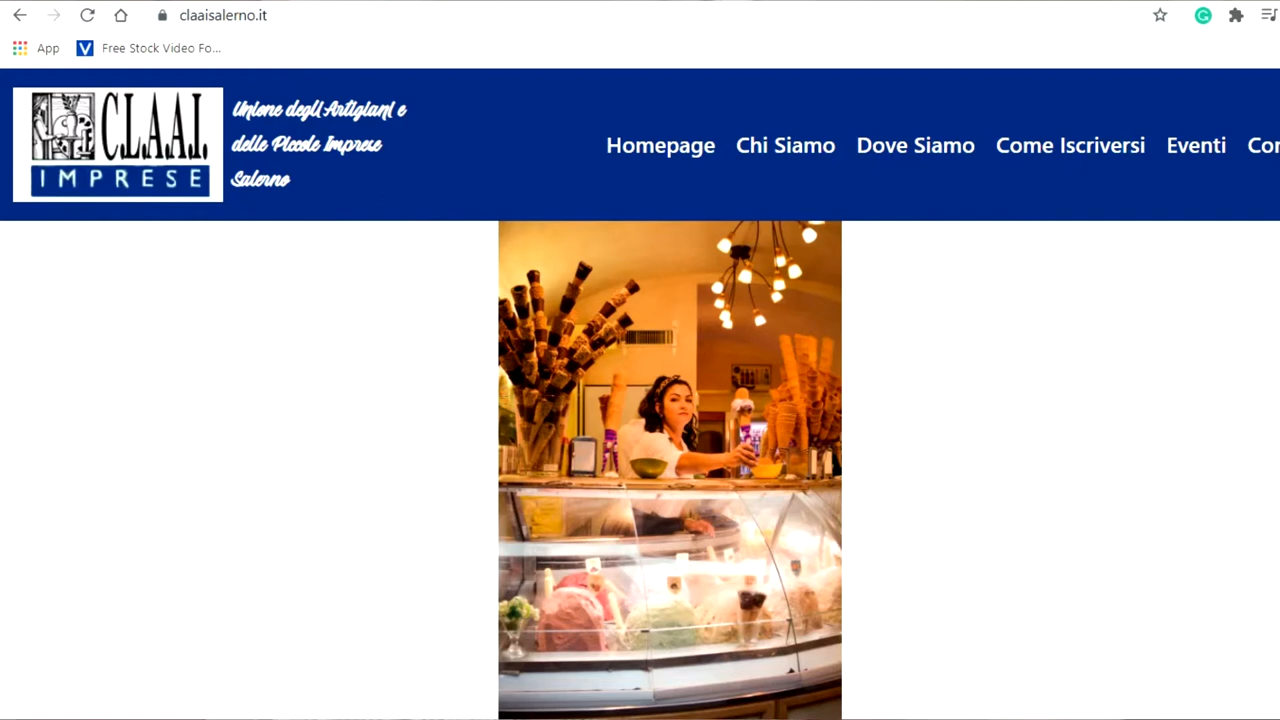 claaisalerno.it
App
Free Stock Video Fo...
C.L.A.A.I.
IMPRESE
Unione degli Artigiani e
delle Piccole Imprese
Salerno
Homepage Chi Siamo Dove Siamo Come Iscriversi Eventi Con